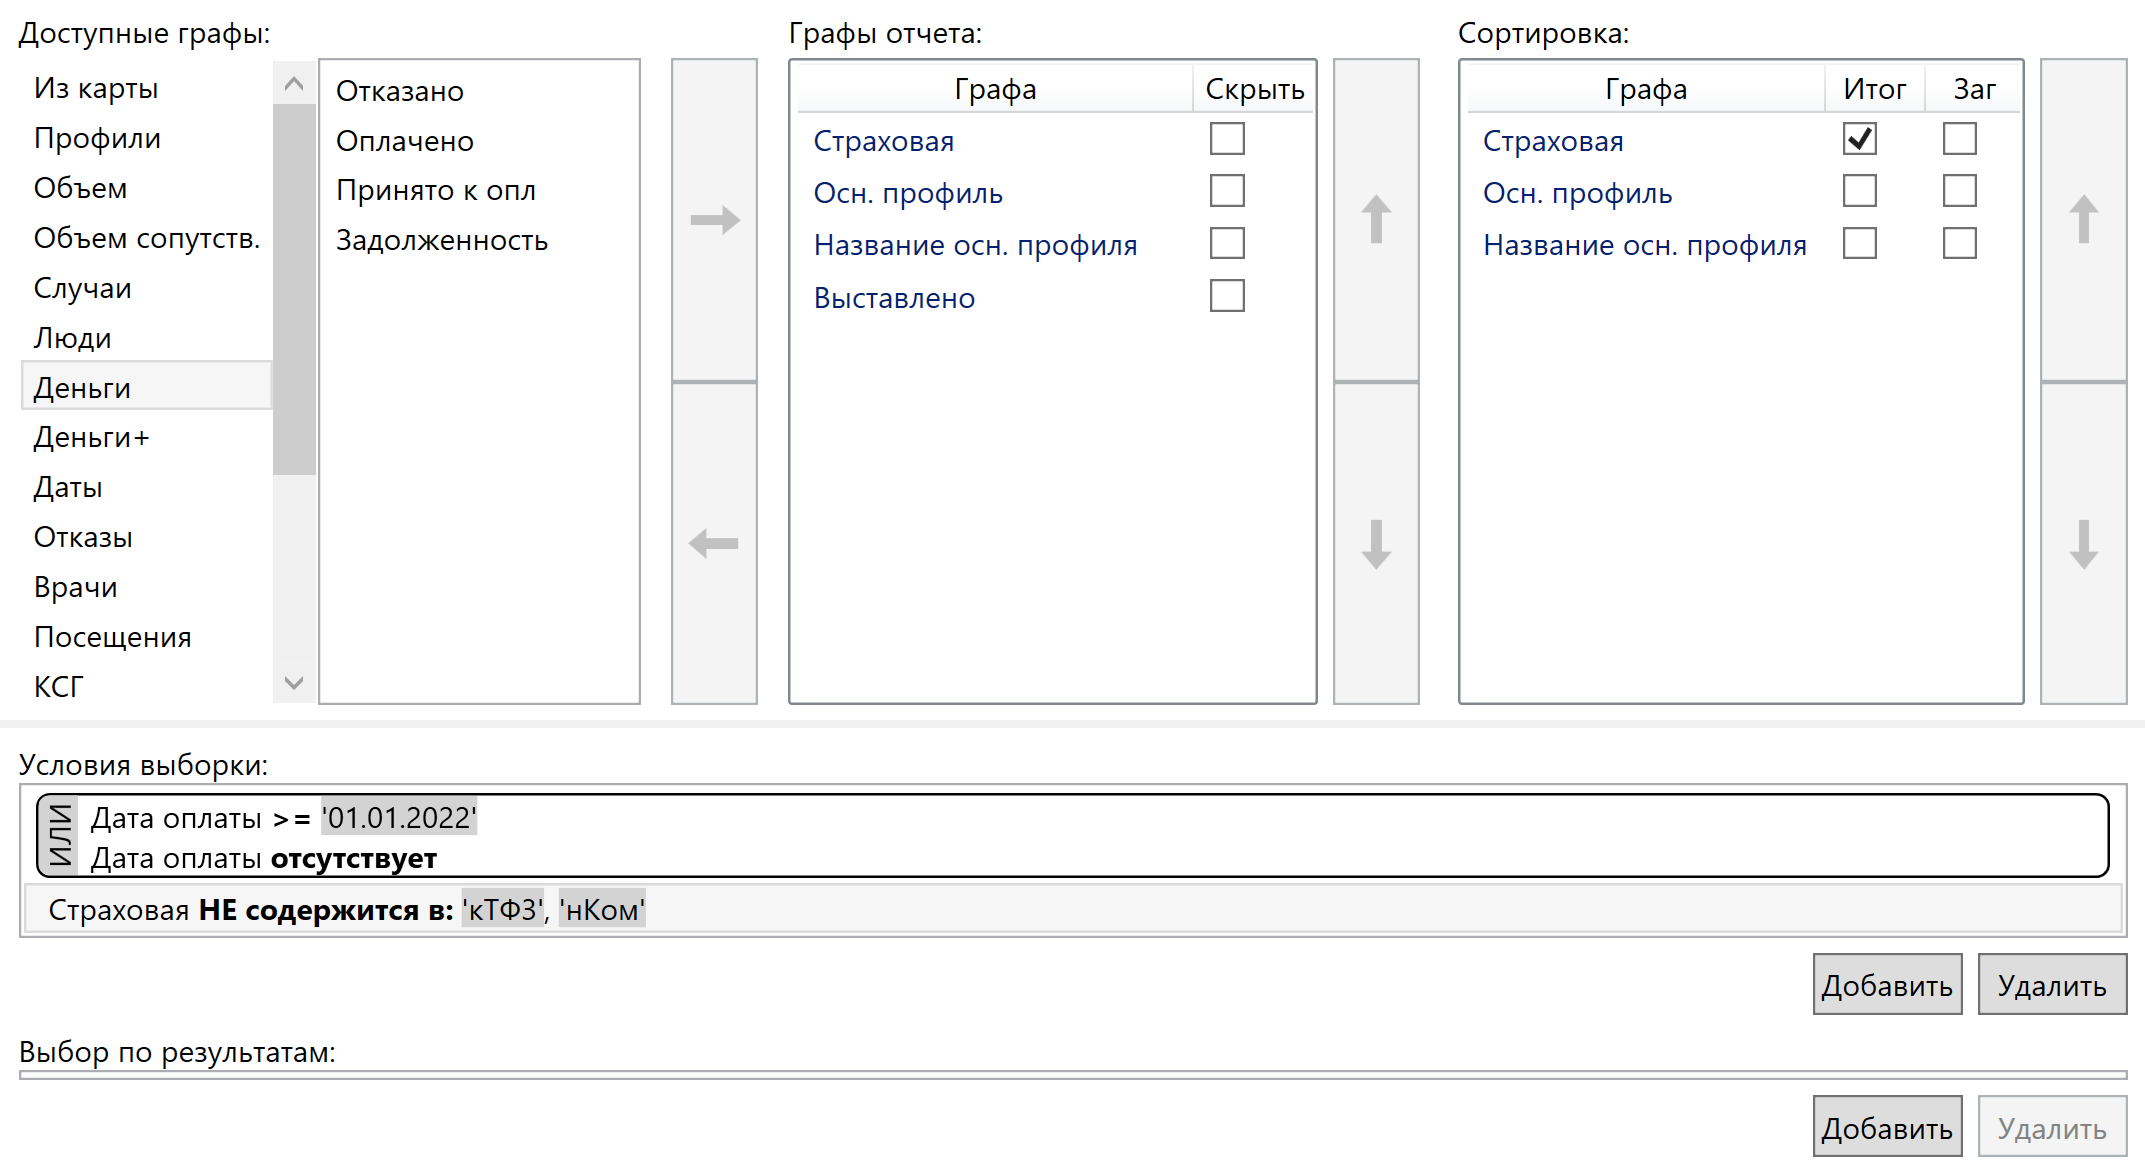 Доступные графы:
Из карты
Профили
Объем
Объем сопутств.
Случаи
Люди
Деньги
Деньги+
Даты
Отказы
Врачи
Посещения
КСГ
Отказано
Оплачено
Принято к опл
Задолженность
Графы отчета:
Графа Скрыть
Страховая
Осн. профиль
Название осн. профиля
Выставлено
Сортировка:
Графа Итог Заг
Страховая
Осн. профиль
Название осн. профиля
Условия выборки:
ИЛИ
Дата оплаты >= '01.01.2022'
Дата оплаты отсутствует
Страховая НЕ содержится в: 'кТФЗ', 'нКом'
Добавить Удалить
Выбор по результатам:
Добавить Удалить